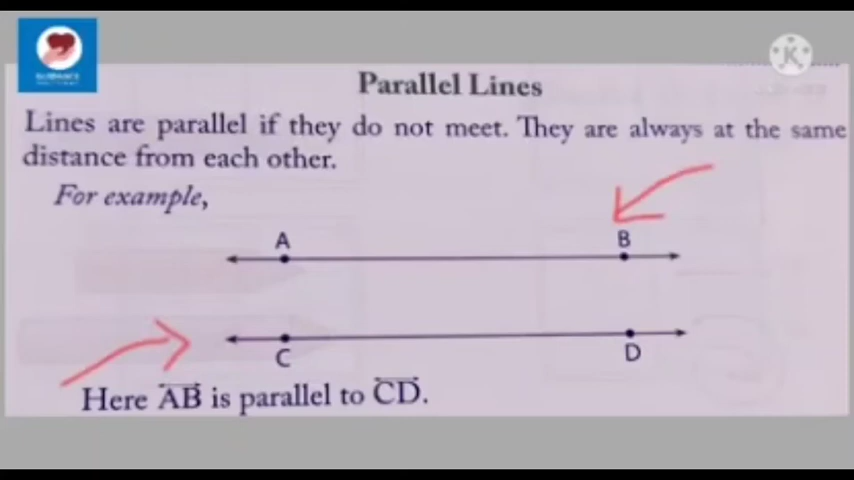 K
Parallel Lines
Lines are parallel if they do not meet. They are always at the same
distance from each other.
For example,
A B
C D
Here AB is parallel to CD.